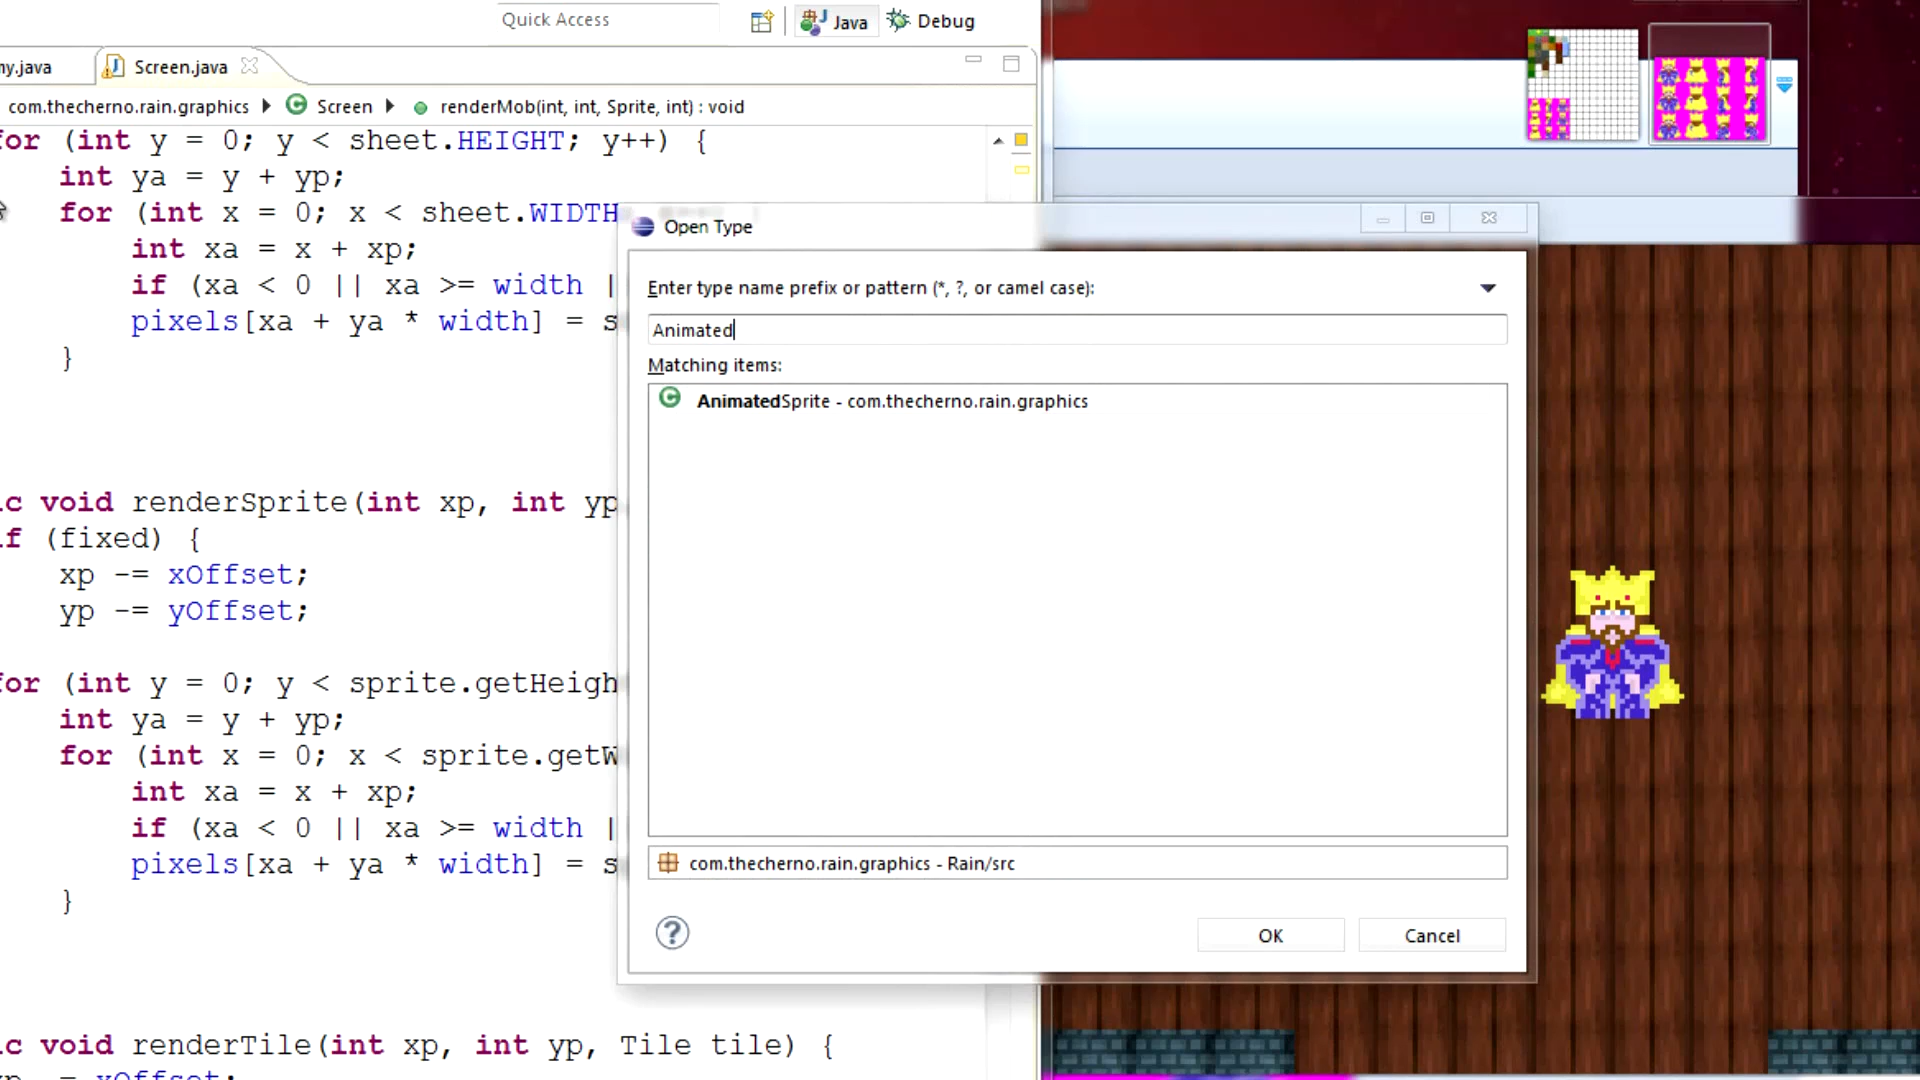 Quick Access
Java
Debug
my.java
Screen.java
com.thecherno.rain.graphics
Screen
renderMob(int, int, Sprite, int) : void
for (int y = 0; y < sheet.HEIGHT; y++) {
int ya = y + yp;
for (int x = 0; x < sheet.WIDTH
int xa = x + xp;
if (xa < 0 || xa >= width |
pixels[xa + ya * width] = s
}
ic void renderSprite(int xp, int yp
if (fixed) {
xp -= xOffset;
yp -= yOffset;
for (int y = 0; y < sprite.getHeigh
int ya = y + yp;
for (int x = 0; x < sprite.getW
int xa = x + xp;
if (xa < 0 || xa >= width |
pixels[xa + ya * width] = s
}
ic void renderTile(int xp, int yp, Tile tile) {
xOffset;
Open Type
Enter type name prefix or pattern (*, ?, or camel case):
Animated
Matching items:
AnimatedSprite - com.thecherno.rain.graphics
com.thecherno.rain.graphics - Rain/src
OK
Cancel